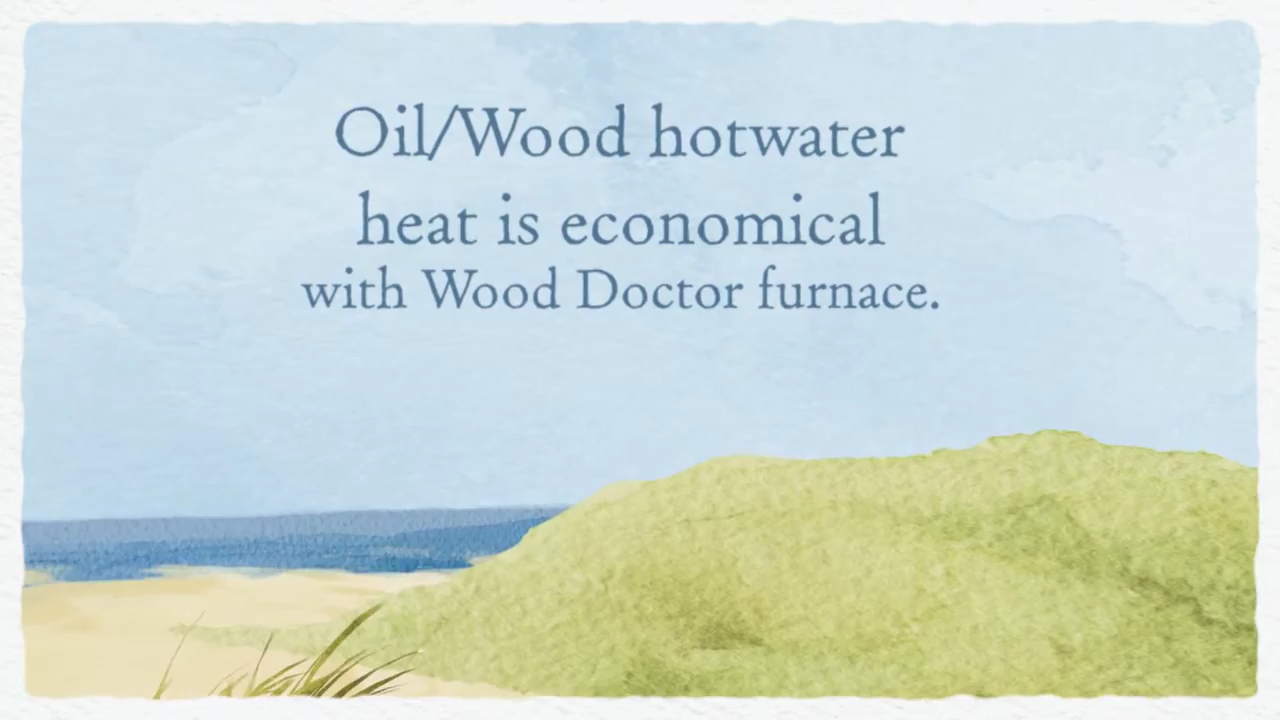 Oil/Wood hotwater
heat is economical
with Wood Doctor furnace.